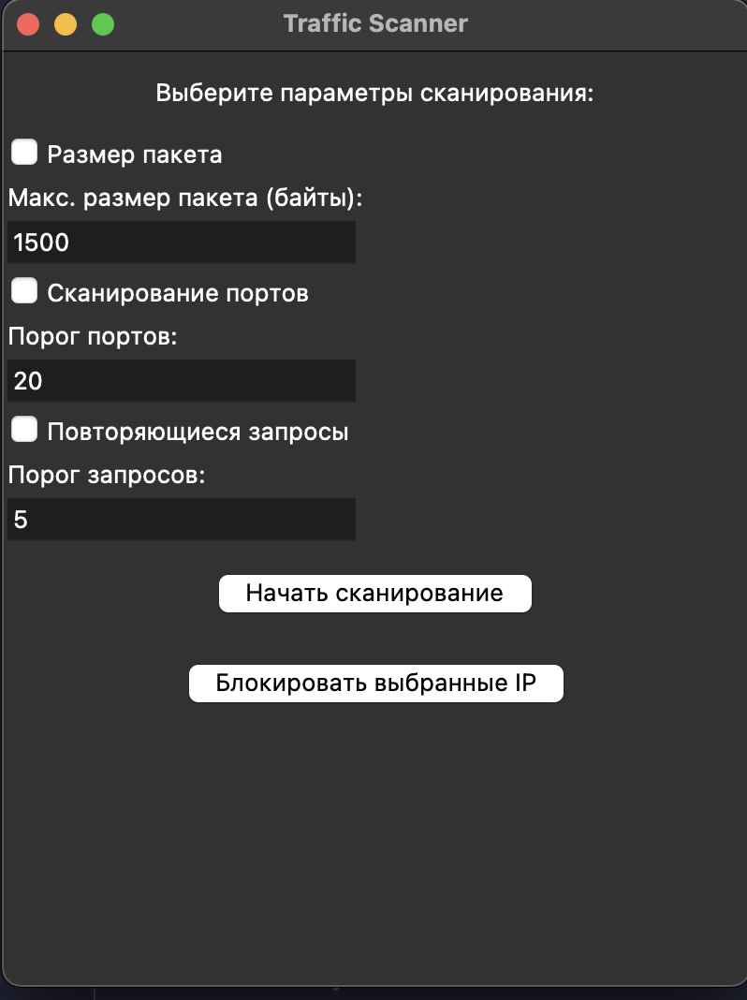 Traffic Scanner
Выберите параметры сканирования:
Размер пакета
Макс. размер пакета (байты):
1500
Сканирование портов
Порог портов:
20
Повторяющиеся запросы
Порог запросов:
5
Начать сканирование
Блокировать выбранные IP